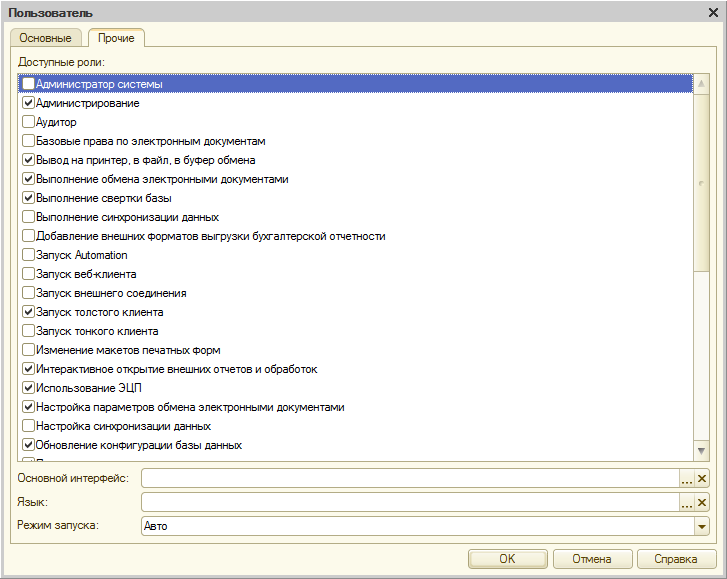 Пользователь
Основные Прочие
Доступные роли:
Администратор системы
Администрирование
Аудитор
Базовые права по электронным документам
Вывод на принтер, в файл, в буфер обмена
Выполнение обмена электронными документами
Выполнение свертки базы
Выполнение синхронизации данных
Добавление внешних форматов выгрузки бухгалтерской отчетности
Запуск Automation
Запуск веб-клиента
Запуск внешнего соединения
Запуск толстого клиента
Запуск тонкого клиента
Изменение макетов печатных форм
Интерактивное открытие внешних отчетов и обработок
Использование ЭЦП
Настройка параметров обмена электронными документами
Настройка синхронизации данных
Обновление конфигурации базы данных
Основной интерфейс: ...
Язык: ...
Режим запуска: Авто
OK Отмена Справка